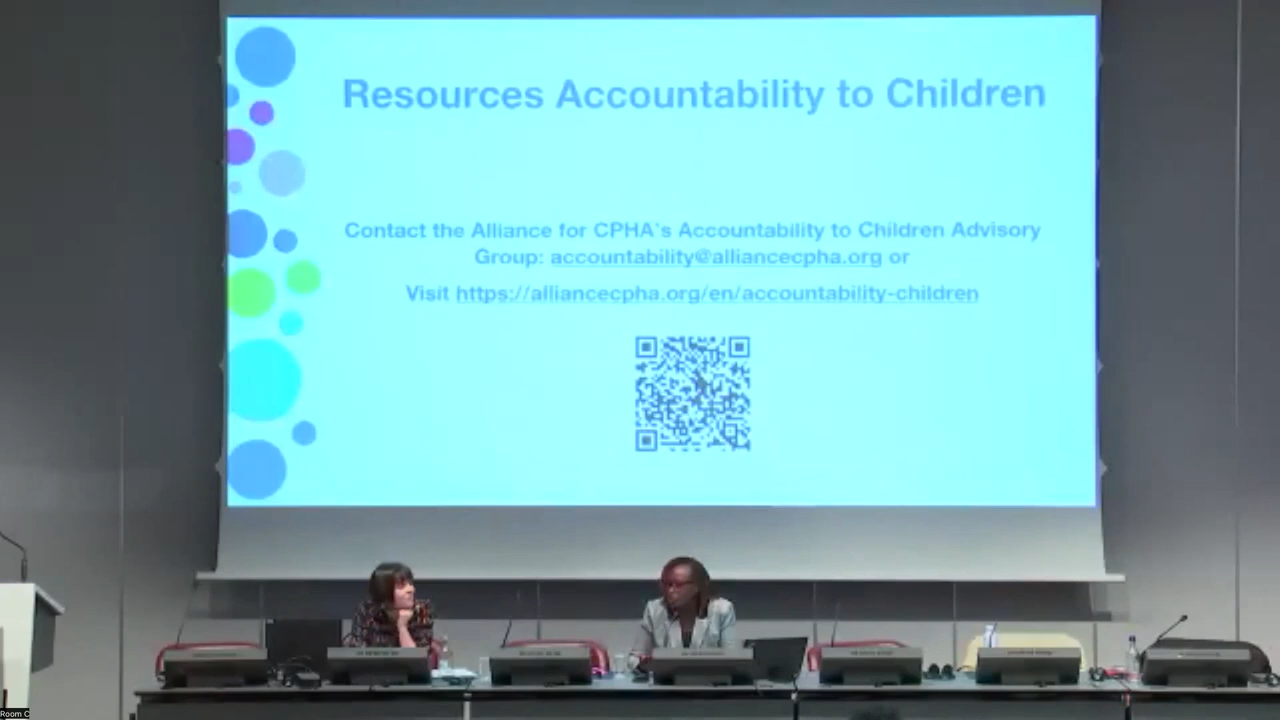 Resources Accountability to Children
Contact the Alliance for CPHA's Accountability to Children Advisory
Group: accountability@alliancecpha.org or
Visit https://alliancecpha.org/en/accountability-children
Room C